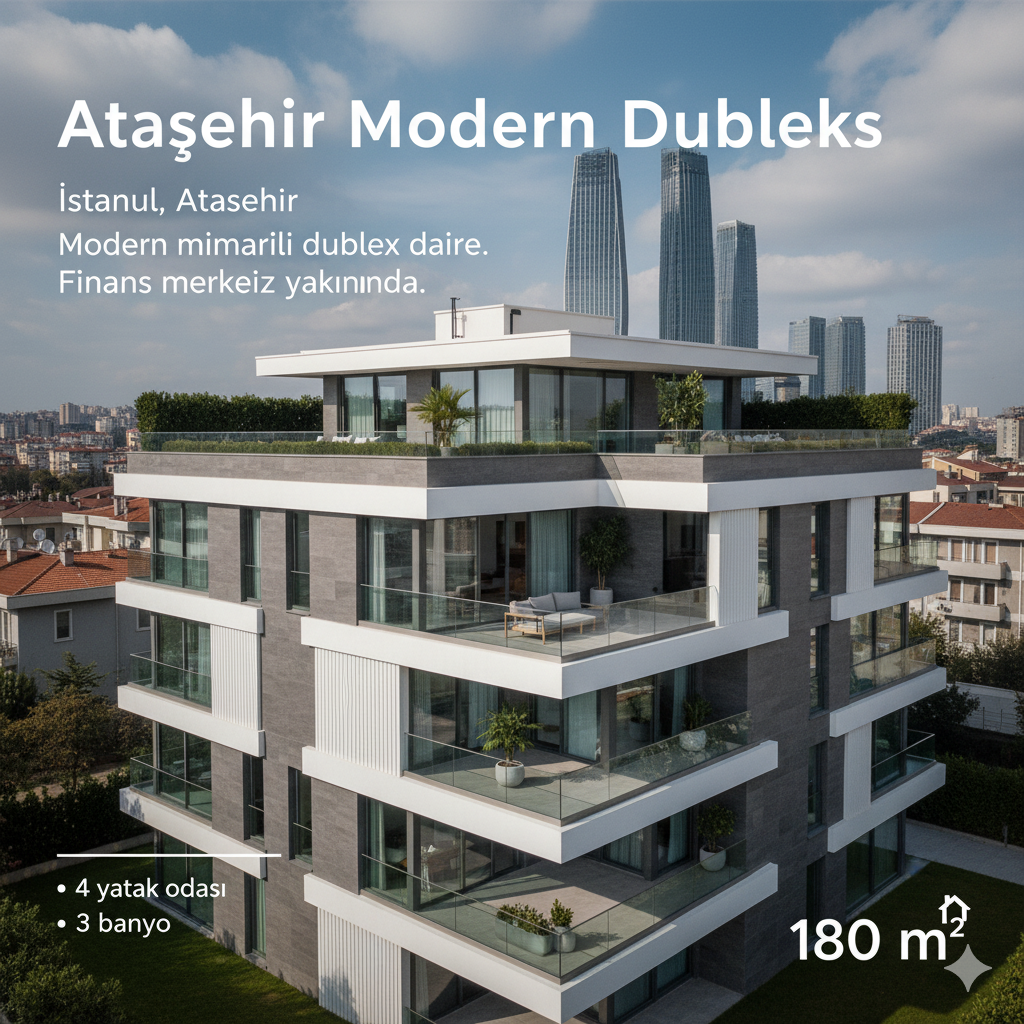 Ataşehir Modern Dubleks
İstanul, Atasehir
Modern mimarili dublex daire.
Finans merkeiz yakınında.
• 4 yatak odası
• 3 banyo
180 m²